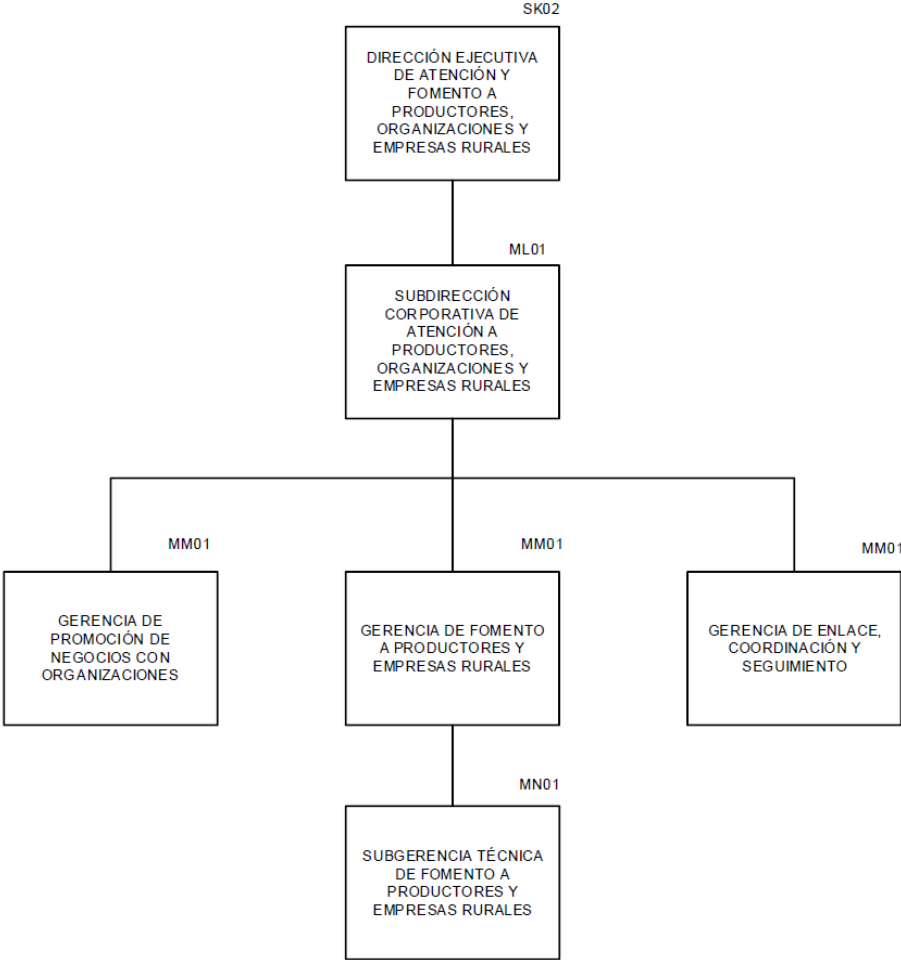 SK02
DIRECCIÓN EJECUTIVA
DE ATENCIÓN Y
FOMENTO A
PRODUCTORES,
ORGANIZACIONES Y
EMPRESAS RURALES
ML01
SUBDIRECCIÓN
CORPORATIVA DE
ATENCIÓN A
PRODUCTORES,
ORGANIZACIONES Y
EMPRESAS RURALES
MM01
GERENCIA DE
PROMOCIÓN DE
NEGOCIOS CON
ORGANIZACIONES
MM01
GERENCIA DE FOMENTO
A PRODUCTORES Y
EMPRESAS RURALES
MM01
GERENCIA DE ENLACE,
COORDINACIÓN Y
SEGUIMIENTO
MN01
SUBGERENCIA TÉCNICA
DE FOMENTO A
PRODUCTORES Y
EMPRESAS RURALES